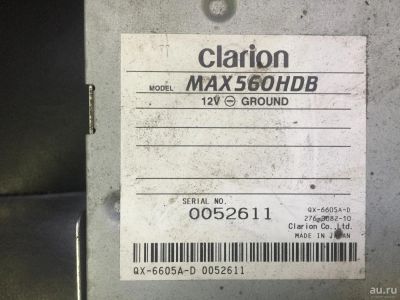 clarion
MODEL MAX560HDB
12V ⊖ GROUND
SERIAL NO.
0052611
QX-6605A-D
276-3082-10
Clarion Co.,Ltd.
MADE IN JAPAN
QX-6605A-D 0052611
au.ru